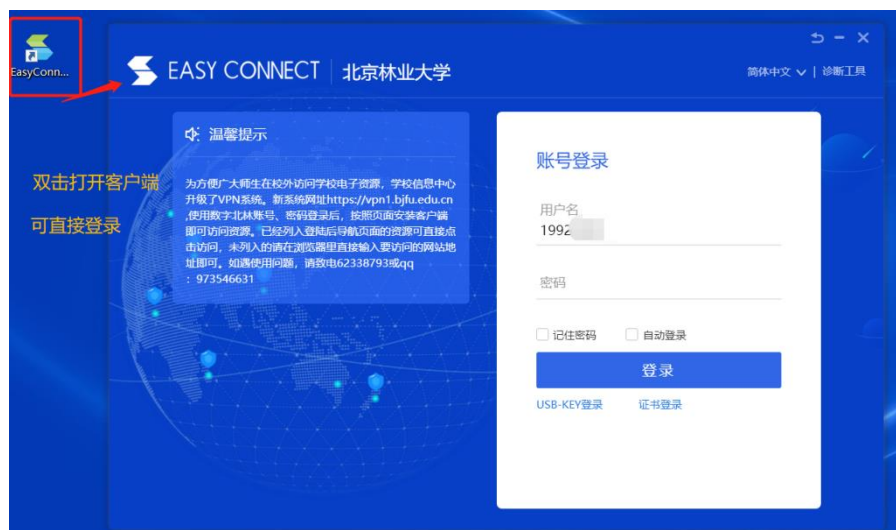 EasyConn...
EASY CONNECT 北京林业大学
简体中文 | 诊断工具
双击打开客户端
可直接登录
温馨提示
为方便广大师生在校外访问学校电子资源，学校信息中心
升级了VPN系统。新系统网址https://vpn1.bjfu.edu.cn
,使用数字北林账号、密码登录后，按照页面安装客户端
即可访问资源。已经列入登陆后导航页面的资源可直接点
击访问，未列入的请在浏览器里直接输入要访问的网站地
址即可。如遇使用问题，请致电62338793或qq
：973546631
账号登录
用户名
1992
密码
记住密码 自动登录
登录
USB-KEY登录 证书登录